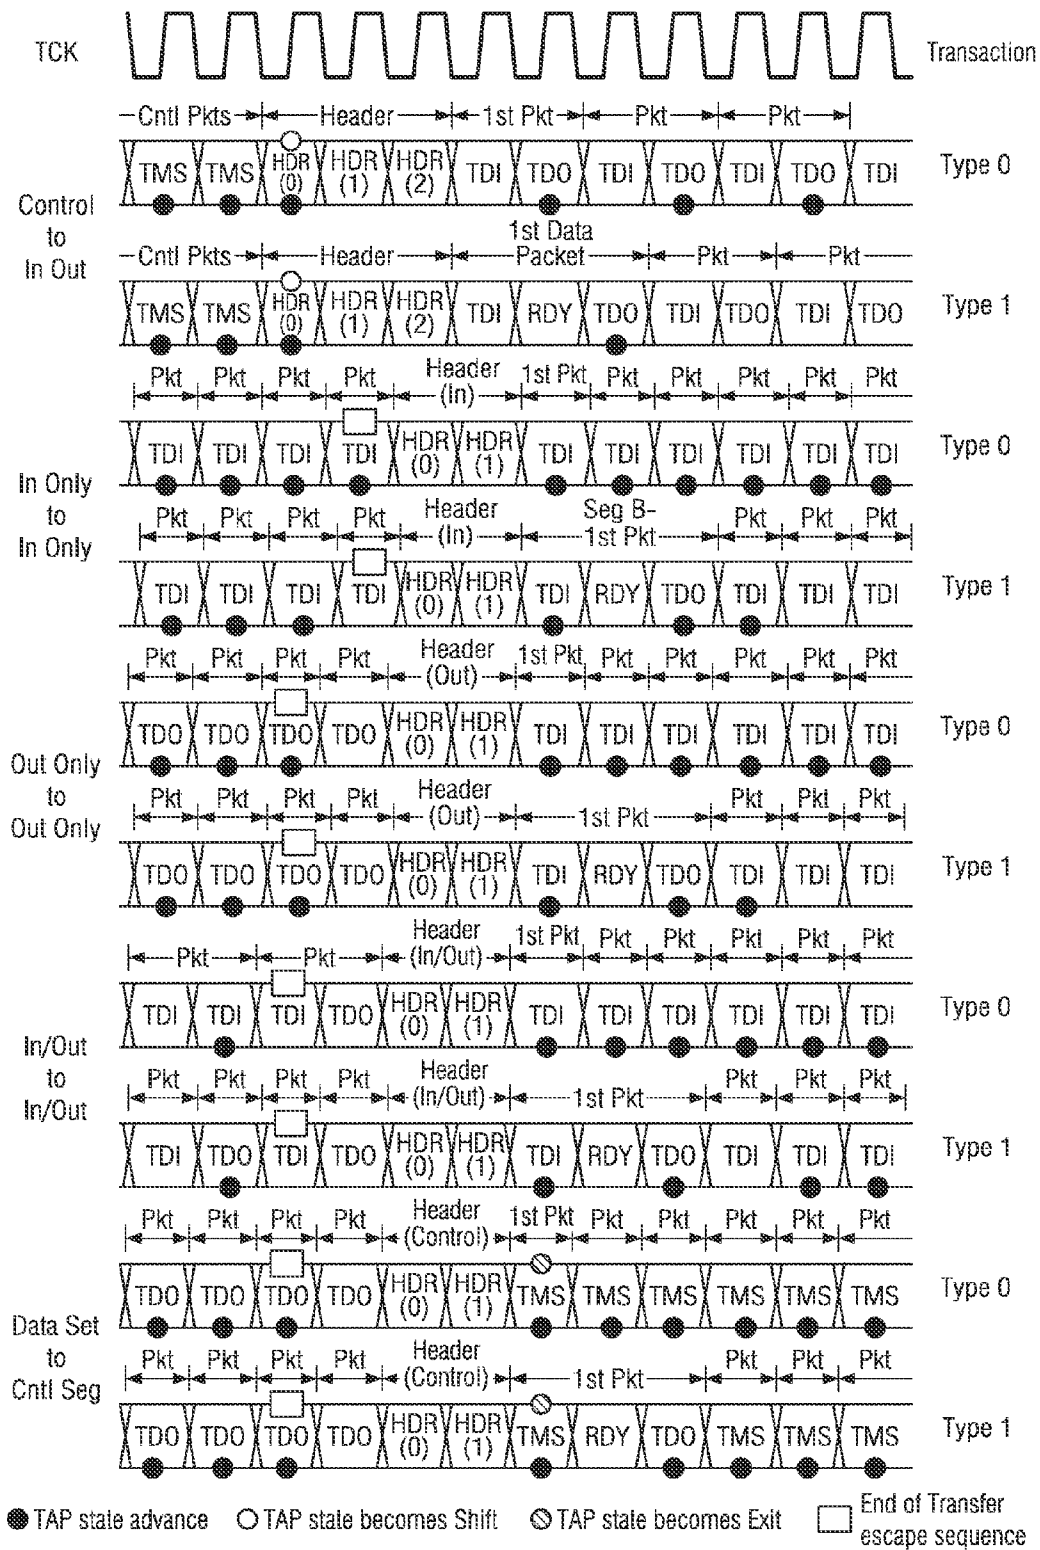 TCK
Transaction
Cntl Pkts Header 1st Pkt Pkt Pkt
TMS TMS HDR (0) HDR (1) HDR (2) TDI TDO TDI TDO TDI
Type 0
Control
to
In Out
Cntl Pkts Header 1st Data Packet Pkt Pkt
TMS TMS HDR (0) HDR (1) HDR (2) TDI RDY TDO TDI TDO TDI TDO
Type 1
Pkt Pkt Pkt Pkt Header (In) 1st Pkt Pkt Pkt Pkt Pkt Pkt
TDI TDI TDI TDI HDR (0) HDR (1) TDI TDI TDI TDI TDI TDI
Type 0
In Only
to
In Only
Pkt Pkt Pkt Pkt Header (In) Seg B- 1st Pkt Pkt Pkt Pkt
TDI TDI TDI TDI HDR (0) HDR (1) TDI RDY TDO TDI TDI TDI
Type 1
Pkt Pkt Pkt Pkt Header (Out) 1st Pkt Pkt Pkt Pkt Pkt Pkt
TDO TDO TDO TDO HDR (0) HDR (1) TDI TDI TDI TDI TDI TDI
Type 0
Out Only
to
Out Only
Pkt Pkt Pkt Pkt Header (Out) 1st Pkt Pkt Pkt Pkt
TDO TDO TDO TDO HDR (0) HDR (1) TDI RDY TDO TDI TDI TDI
Type 1
Pkt Pkt Header (In/Out) 1st Pkt Pkt Pkt Pkt Pkt Pkt
TDI TDI TDI TDO HDR (0) HDR (1) TDI TDI TDI TDI TDI TDI
Type 0
In/Out
to
In/Out
Pkt Pkt Pkt Pkt Header (In/Out) 1st Pkt Pkt Pkt Pkt
TDI TDO TDI TDO HDR (0) HDR (1) TDI RDY TDO TDI TDI TDI
Type 1
Pkt Pkt Pkt Pkt Header (Control) 1st Pkt Pkt Pkt Pkt Pkt Pkt
TDO TDO TDO TDO HDR (0) HDR (1) TMS TMS TMS TMS TMS TMS
Type 0
Data Set
to
Cntl Seg
Pkt Pkt Pkt Pkt Header (Control) 1st Pkt Pkt Pkt Pkt
TDO TDO TDO TDO HDR (0) HDR (1) TMS RDY TDO TMS TMS TMS
Type 1
TAP state advance
TAP state becomes Shift
TAP state becomes Exit
End of Transfer
escape sequence